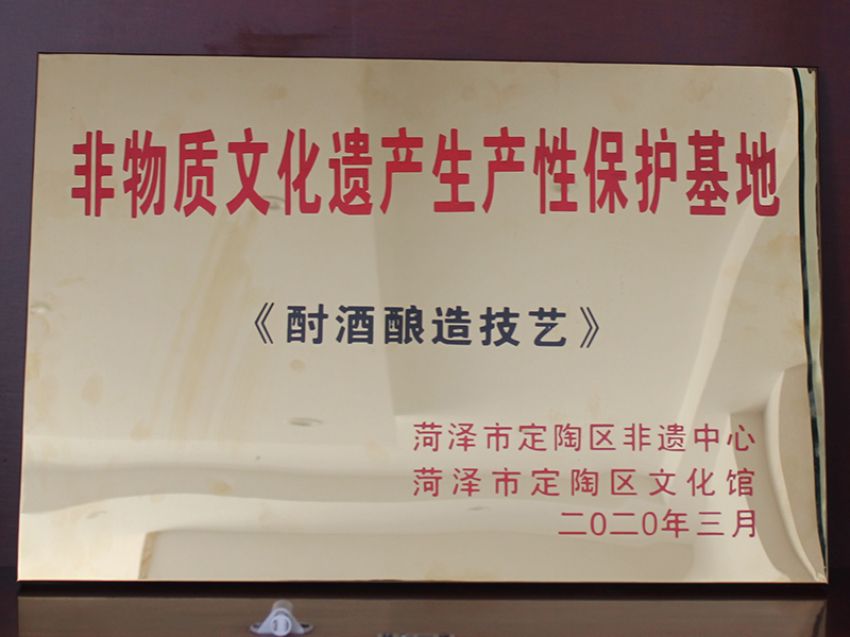 非物质文化遗产生产性保护基地
《酎酒酿造技艺》
菏泽市定陶区非遗中心
菏泽市定陶区文化馆
二0二0年三月